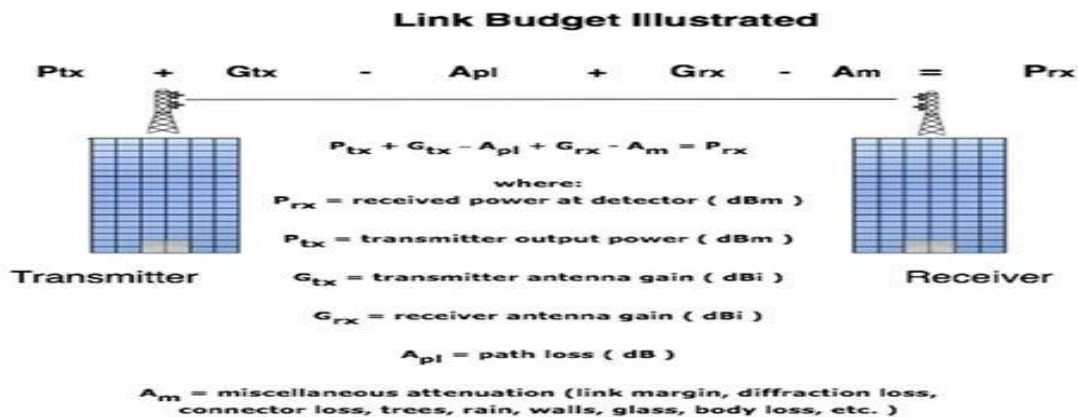 Link Budget Illustrated
Ptx + Gtx - Apl + Grx - Am = Prx
Ptx + Gtx - Apl + Grx - Am = Prx
where:
Prx = received power at detector ( dBm )
Ptx = transmitter output power ( dBm )
Transmitter
Gtx = transmitter antenna gain ( dBi )
Receiver
Grx = receiver antenna gain ( dBi )
Apl = path loss ( dB )
Am = miscellaneous attenuation (link margin, diffraction loss,
connector loss, trees, rain, walls, glass, body loss, etc. )